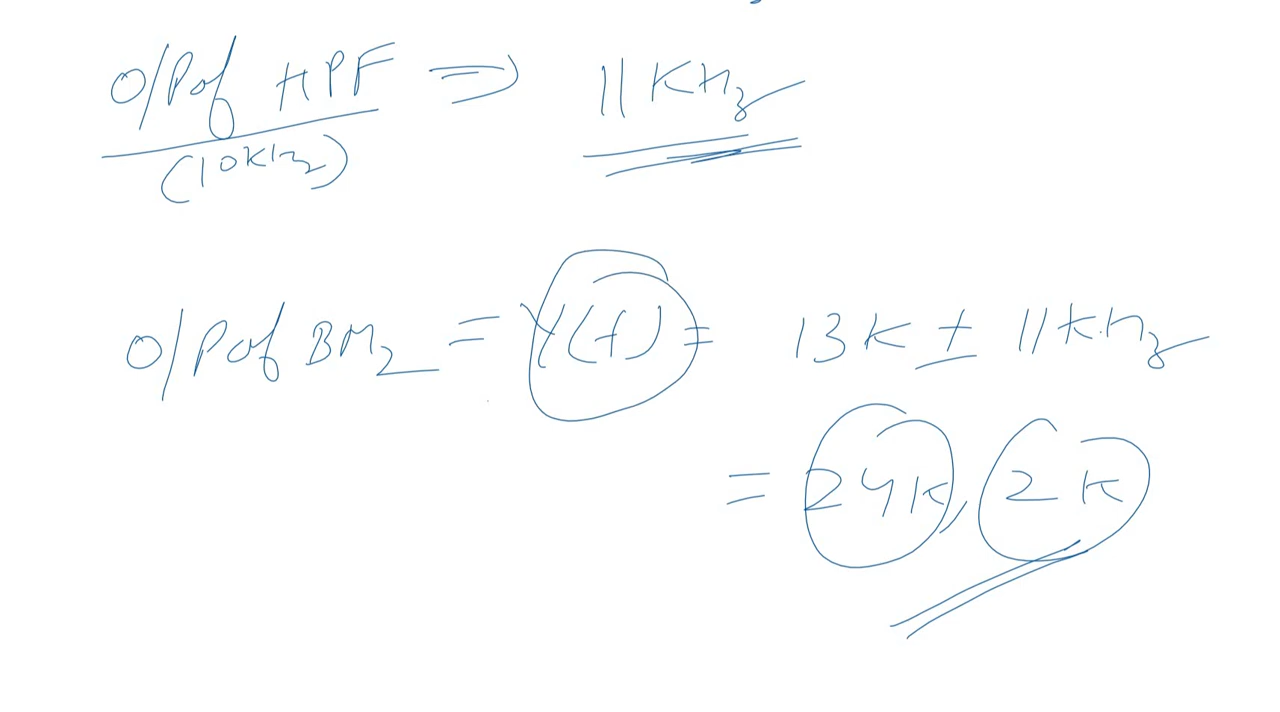 O/P of HPF ⇒ 11 KHz
(10KHz)
O/P of BM2 = Y(f) = 13K ± 11KHz
= 24K, 2K